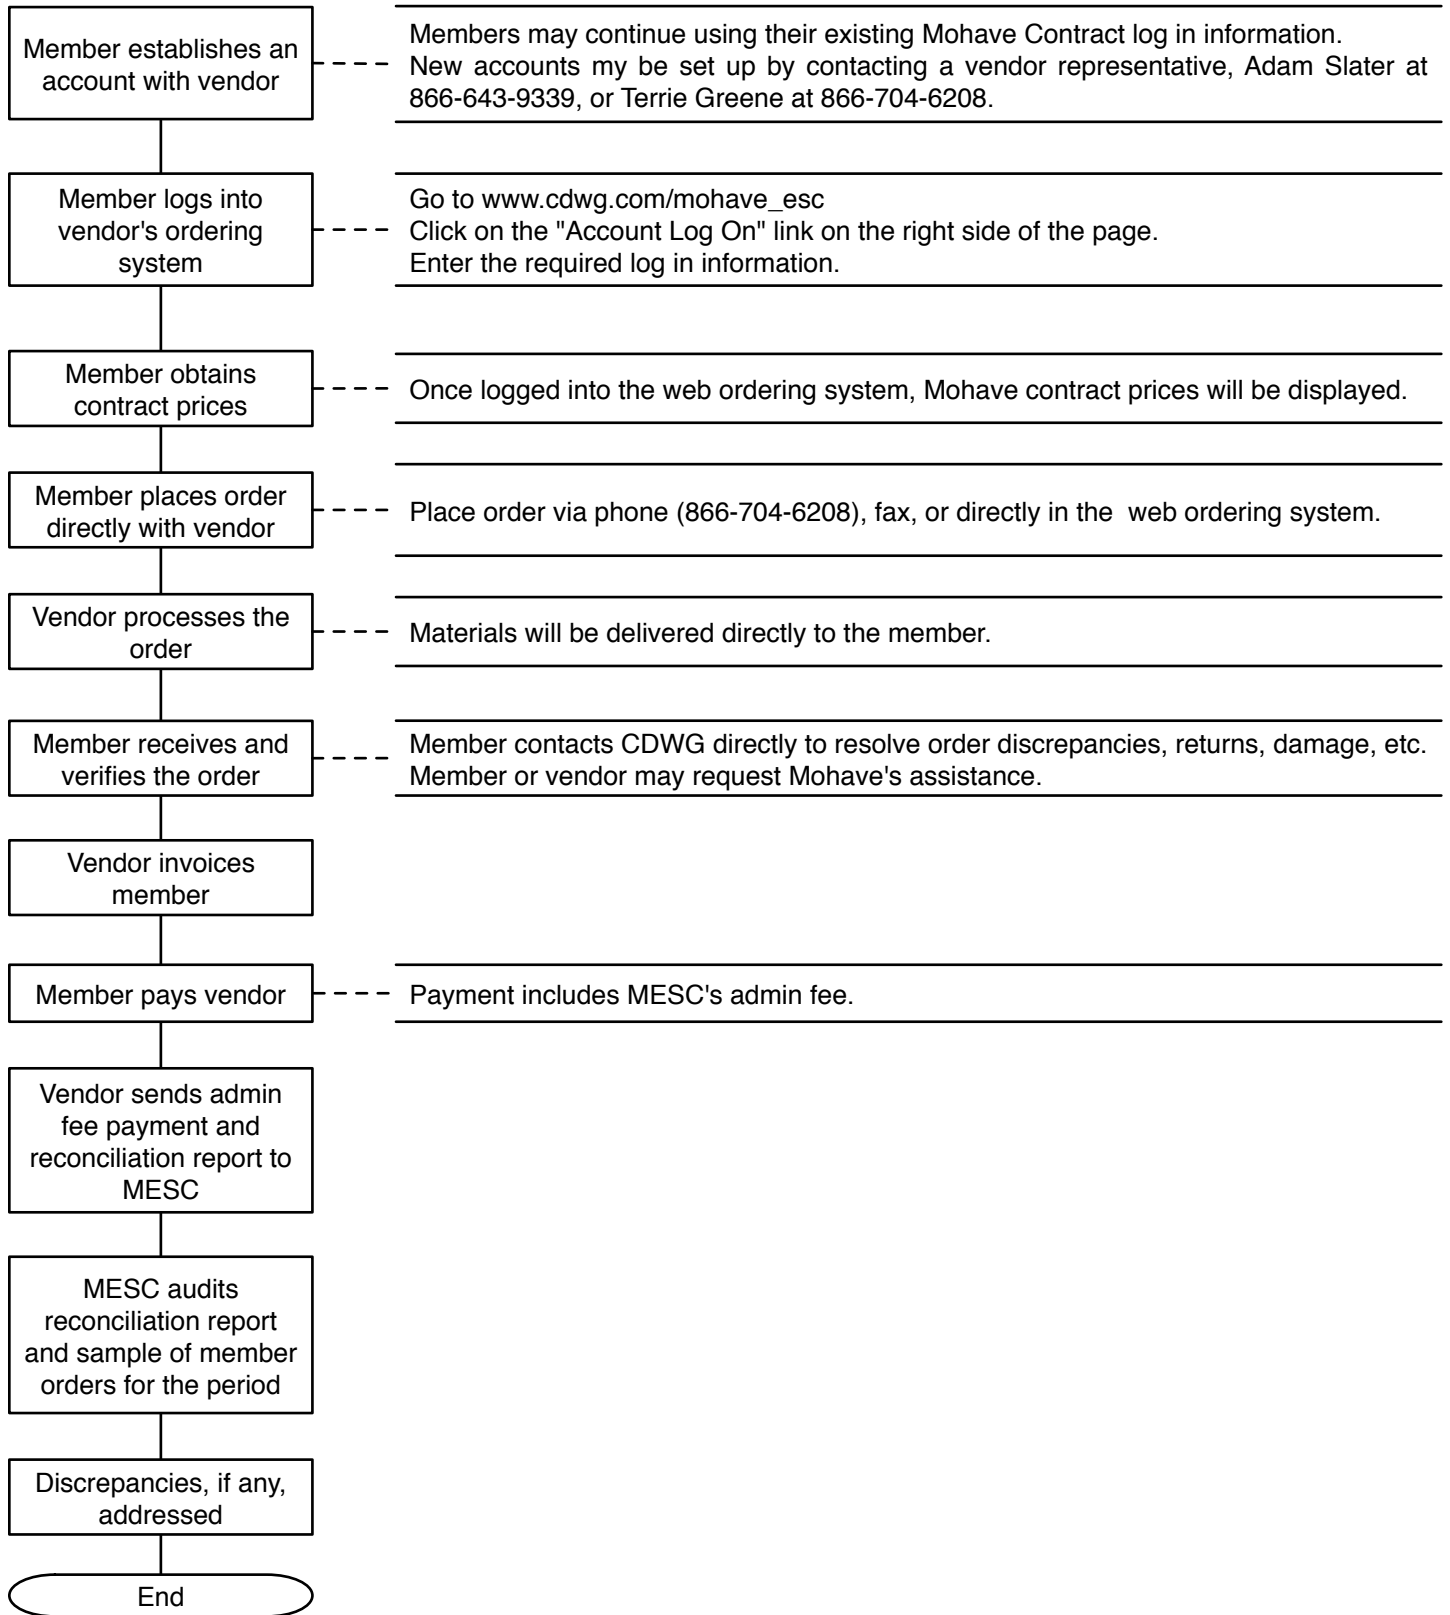 Member establishes an
account with vendor
Members may continue using their existing Mohave Contract log in information.
New accounts my be set up by contacting a vendor representative, Adam Slater at
866-643-9339, or Terrie Greene at 866-704-6208.
Member logs into
vendor's ordering
system
Go to www.cdwg.com/mohave_esc
Click on the "Account Log On" link on the right side of the page.
Enter the required log in information.
Member obtains
contract prices
Once logged into the web ordering system, Mohave contract prices will be displayed.
Member places order
directly with vendor
Place order via phone (866-704-6208), fax, or directly in the web ordering system.
Vendor processes the
order
Materials will be delivered directly to the member.
Member receives and
verifies the order
Member contacts CDWG directly to resolve order discrepancies, returns, damage, etc.
Member or vendor may request Mohave's assistance.
Vendor invoices
member
Member pays vendor
Payment includes MESC's admin fee.
Vendor sends admin
fee payment and
reconciliation report to
MESC
MESC audits
reconciliation report
and sample of member
orders for the period
Discrepancies, if any,
addressed
End